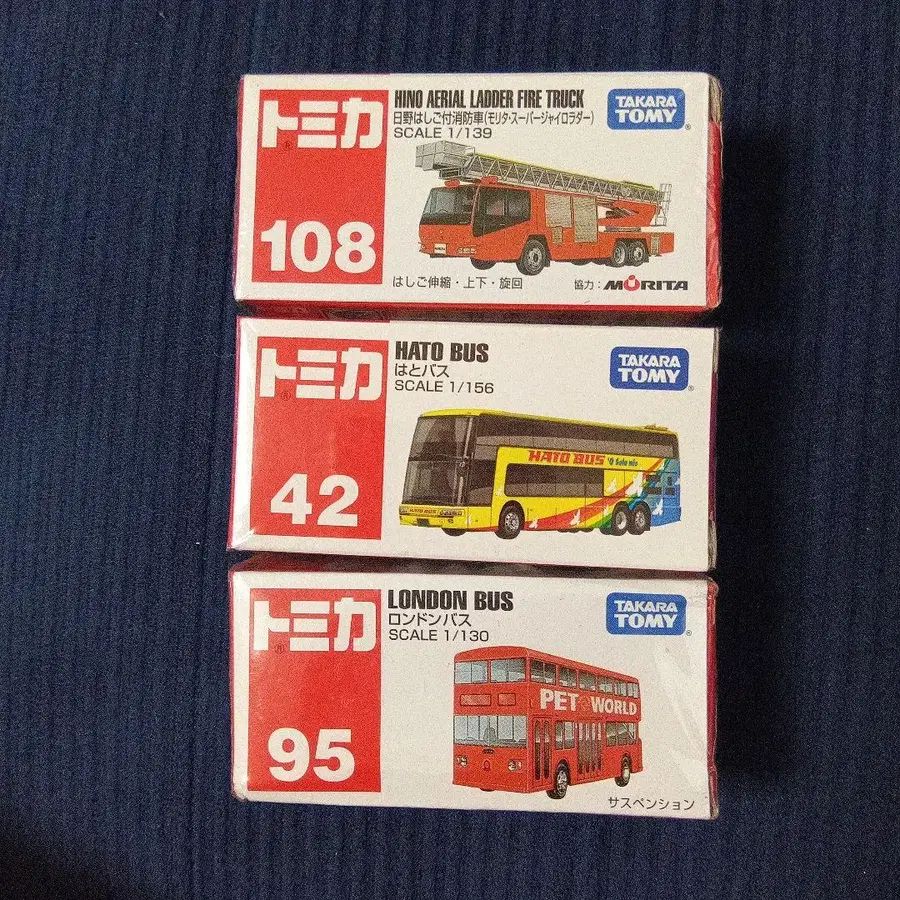 トミカ
®
108
HINO AERIAL LADDER FIRE TRUCK
日野はしご付消防車(モリタ・スーパージャイロラダー)
SCALE 1/139
TAKARA
TOMY®
はしご伸縮・上下・旋回
協力:MORITA
トミカ
®
42
HATO BUS
はとバス
SCALE 1/156
TAKARA
TOMY®
HATO BUS
HATO BUS
トミカ
®
95
LONDON BUS
ロンドンバス
SCALE 1/130
TAKARA
TOMY®
PET WORLD
サスペンション